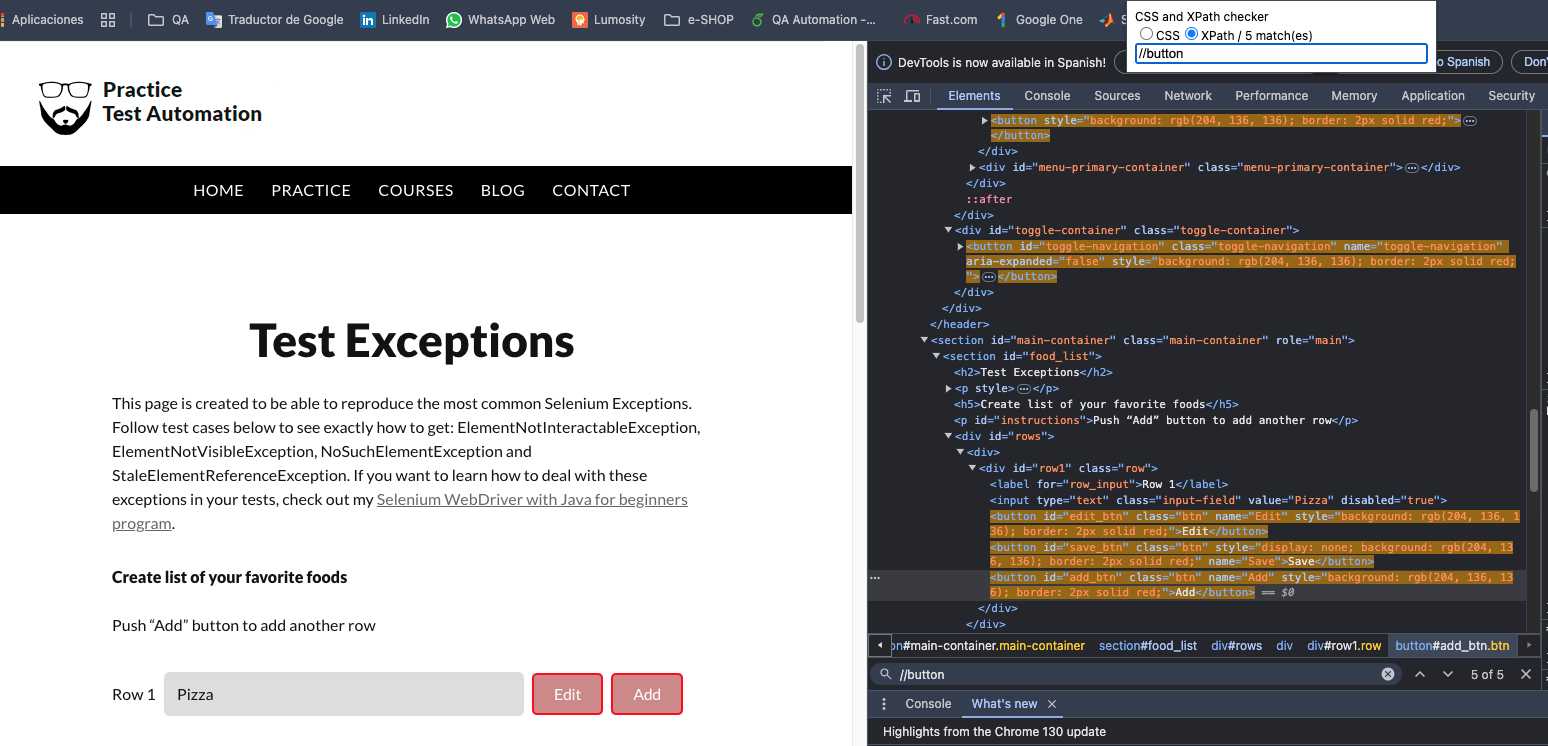 Aplicaciones QA Traductor de Google LinkedIn WhatsApp Web Lumosity e-SHOP QA Automation -... Fast.com Google One S
CSS and XPath checker
CSS XPath / 5 match(es)
//button
Practice
Test Automation
HOME PRACTICE COURSES BLOG CONTACT
Test Exceptions
This page is created to be able to reproduce the most common Selenium Exceptions.
Follow test cases below to see exactly how to get: ElementNotInteractableException,
ElementNotVisibleException, NoSuchElementException and
StaleElementReferenceException. If you want to learn how to deal with these
exceptions in your tests, check out my Selenium WebDriver with Java for beginners
program.
Create list of your favorite foods
Push “Add” button to add another row
Row 1 Pizza Edit Add
DevTools is now available in Spanish! o Spanish Don'
Elements Console Sources Network Performance Memory Application Security
<button style="background: rgb(204, 136, 136); border: 2px solid red;">
</button>
</div>
<div id="menu-primary-container" class="menu-primary-container"></div>
</div>
::after
</div>
<div id="toggle-container" class="toggle-container">
<button id="toggle-navigation" class="toggle-navigation" name="toggle-navigation"
aria-expanded="false" style="background: rgb(204, 136, 136); border: 2px solid red;
"></button>
</div>
</div>
</header>
<section id="main-container" class="main-container" role="main">
<section id="food_list">
<h2>Test Exceptions</h2>
<p style></p>
<h5>Create list of your favorite foods</h5>
<p id="instructions">Push “Add” button to add another row</p>
<div id="rows">
<div>
<div id="row1" class="row">
<label for="row_input">Row 1</label>
<input type="text" class="input-field" value="Pizza" disabled="true">
<button id="edit_btn" class="btn" name="Edit" style="background: rgb(204, 136, 1
36); border: 2px solid red;">Edit</button>
<button id="save_btn" class="btn" style="display: none; background: rgb(204, 13
6, 136); border: 2px solid red;" name="Save">Save</button>
<button id="add_btn" class="btn" name="Add" style="background: rgb(204, 136, 13
6); border: 2px solid red;">Add</button> == $0
</div>
</div>
on#main-container.main-container section#food_list div#rows div div#row1.row button#add_btn.btn
//button 5 of 5
Console What's new
Highlights from the Chrome 130 update